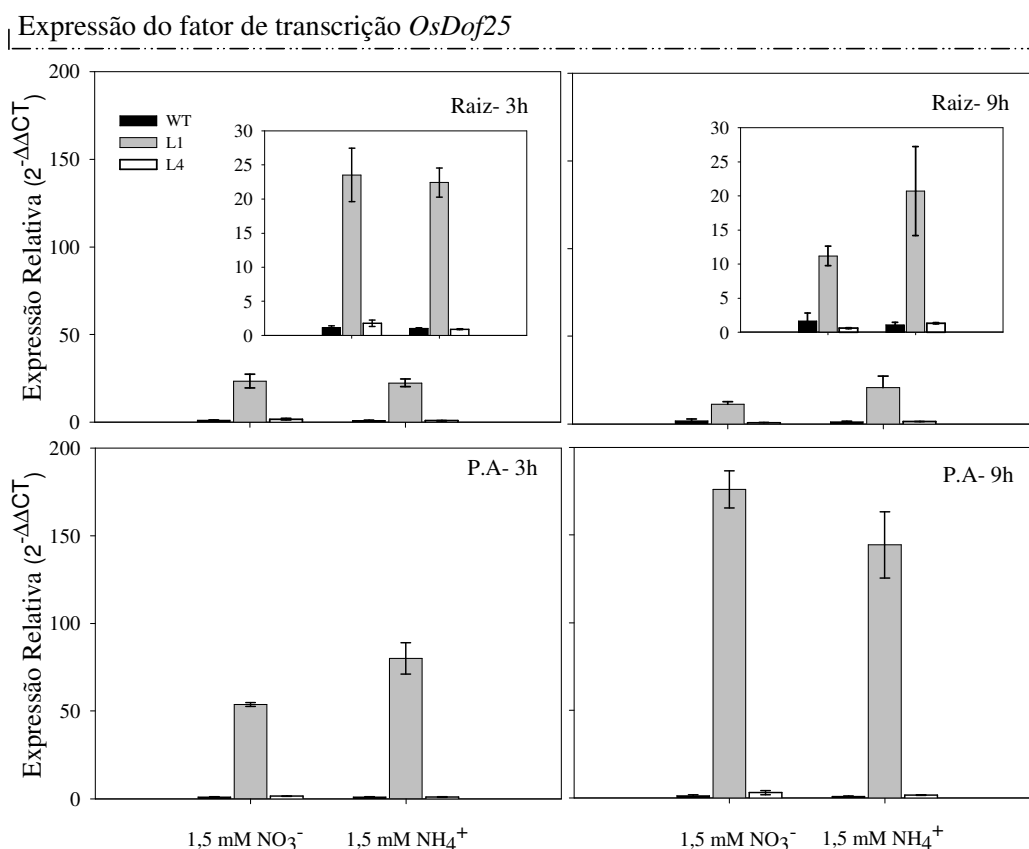 Expressão do fator de transcrição OsDof25
Expressão Relativa (2^-ΔΔCT)
200
150
100
50
0
WT
L1
L4
Raiz- 3h
30
25
20
15
10
5
0
Raiz- 9h
30
25
20
15
10
5
0
Expressão Relativa (2^-ΔΔCT)
200
150
100
50
0
P.A- 3h
P.A- 9h
1,5 mM NO₃⁻
1,5 mM NH₄⁺
1,5 mM NO₃⁻
1,5 mM NH₄⁺